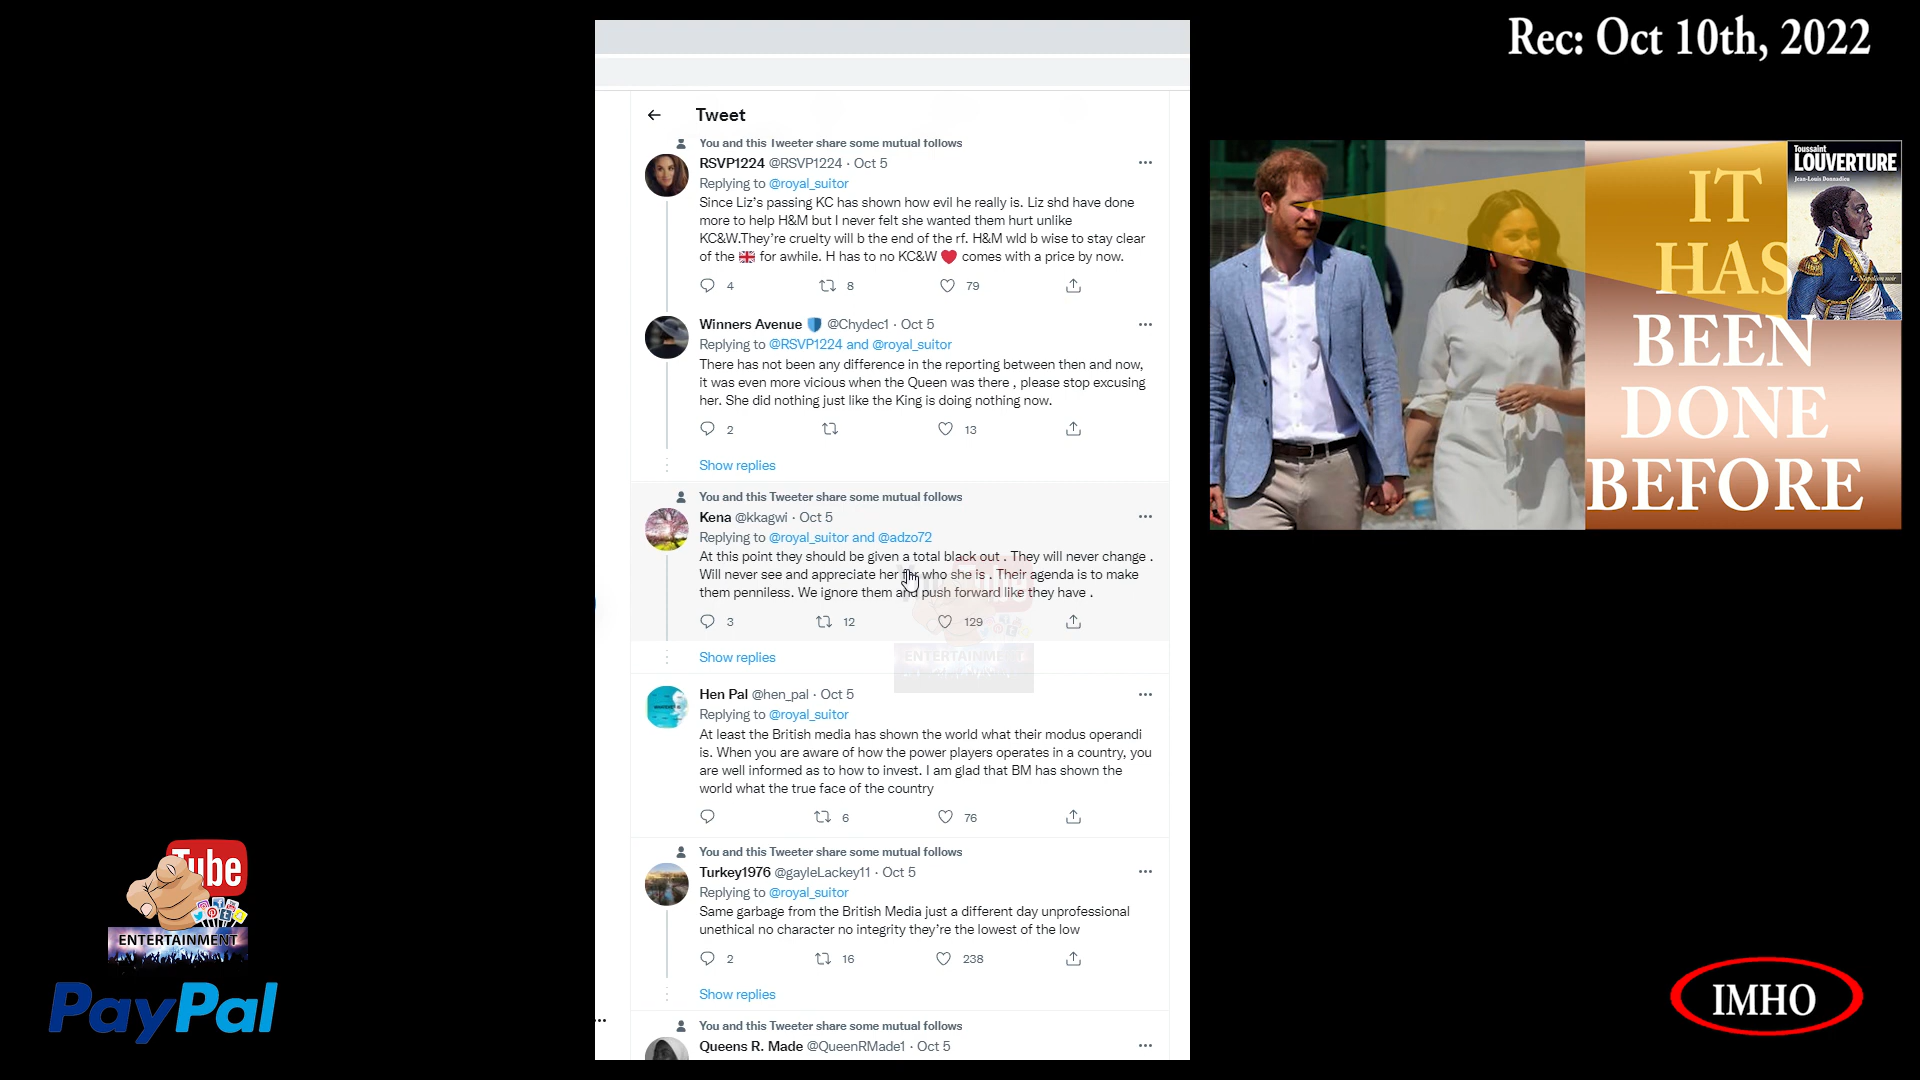 Rec: Oct 10th, 2022
Tweet
You and this Tweeter share some mutual follows
RSVP1224 @RSVP1224 · Oct 5
Replying to @royal_suitor
Since Liz's passing KC has shown how evil he really is. Liz shd have done
more to help H&M but I never felt she wanted them hurt unlike
KC&W.They're cruelty will b the end of the rf. H&M wld b wise to stay clear
of the 🇬🇧 for awhile. H has to no KC&W ❤️ comes with a price by now.
4 8 79
Winners Avenue 🛡️ @Chydec1 · Oct 5
Replying to @RSVP1224 and @royal_suitor
There has not been any difference in the reporting between then and now,
it was even more vicious when the Queen was there , please stop excusing
her. She did nothing just like the King is doing nothing now.
2 13
Show replies
You and this Tweeter share some mutual follows
Kena @kkagwi · Oct 5
Replying to @royal_suitor and @adzo72
At this point they should be given a total black out . They will never change .
Will never see and appreciate her for who she is . Their agenda is to make
them penniless. We ignore them and push forward like they have .
3 12 129
Show replies
ENTERTAINMENT
Hen Pal @hen_pal · Oct 5
Replying to @royal_suitor
At least the British media has shown the world what their modus operandi
is. When you are aware of how the power players operates in a country, you
are well informed as to how to invest. I am glad that BM has shown the
world what the true face of the country
6 76
You and this Tweeter share some mutual follows
Turkey1976 @gayleLackey11 · Oct 5
Replying to @royal_suitor
Same garbage from the British Media just a different day unprofessional
unethical no character no integrity they're the lowest of the low
2 16 238
Show replies
You and this Tweeter share some mutual follows
Queens R. Made @QueenRMade1 · Oct 5
IT
HAS
BEEN
DONE
BEFORE
Toussaint
LOUVERTURE
Jean-Louis Donnadieu
Le Napoléon noir
Belin
Tube
ENTERTAINMENT
PayPal
IMHO